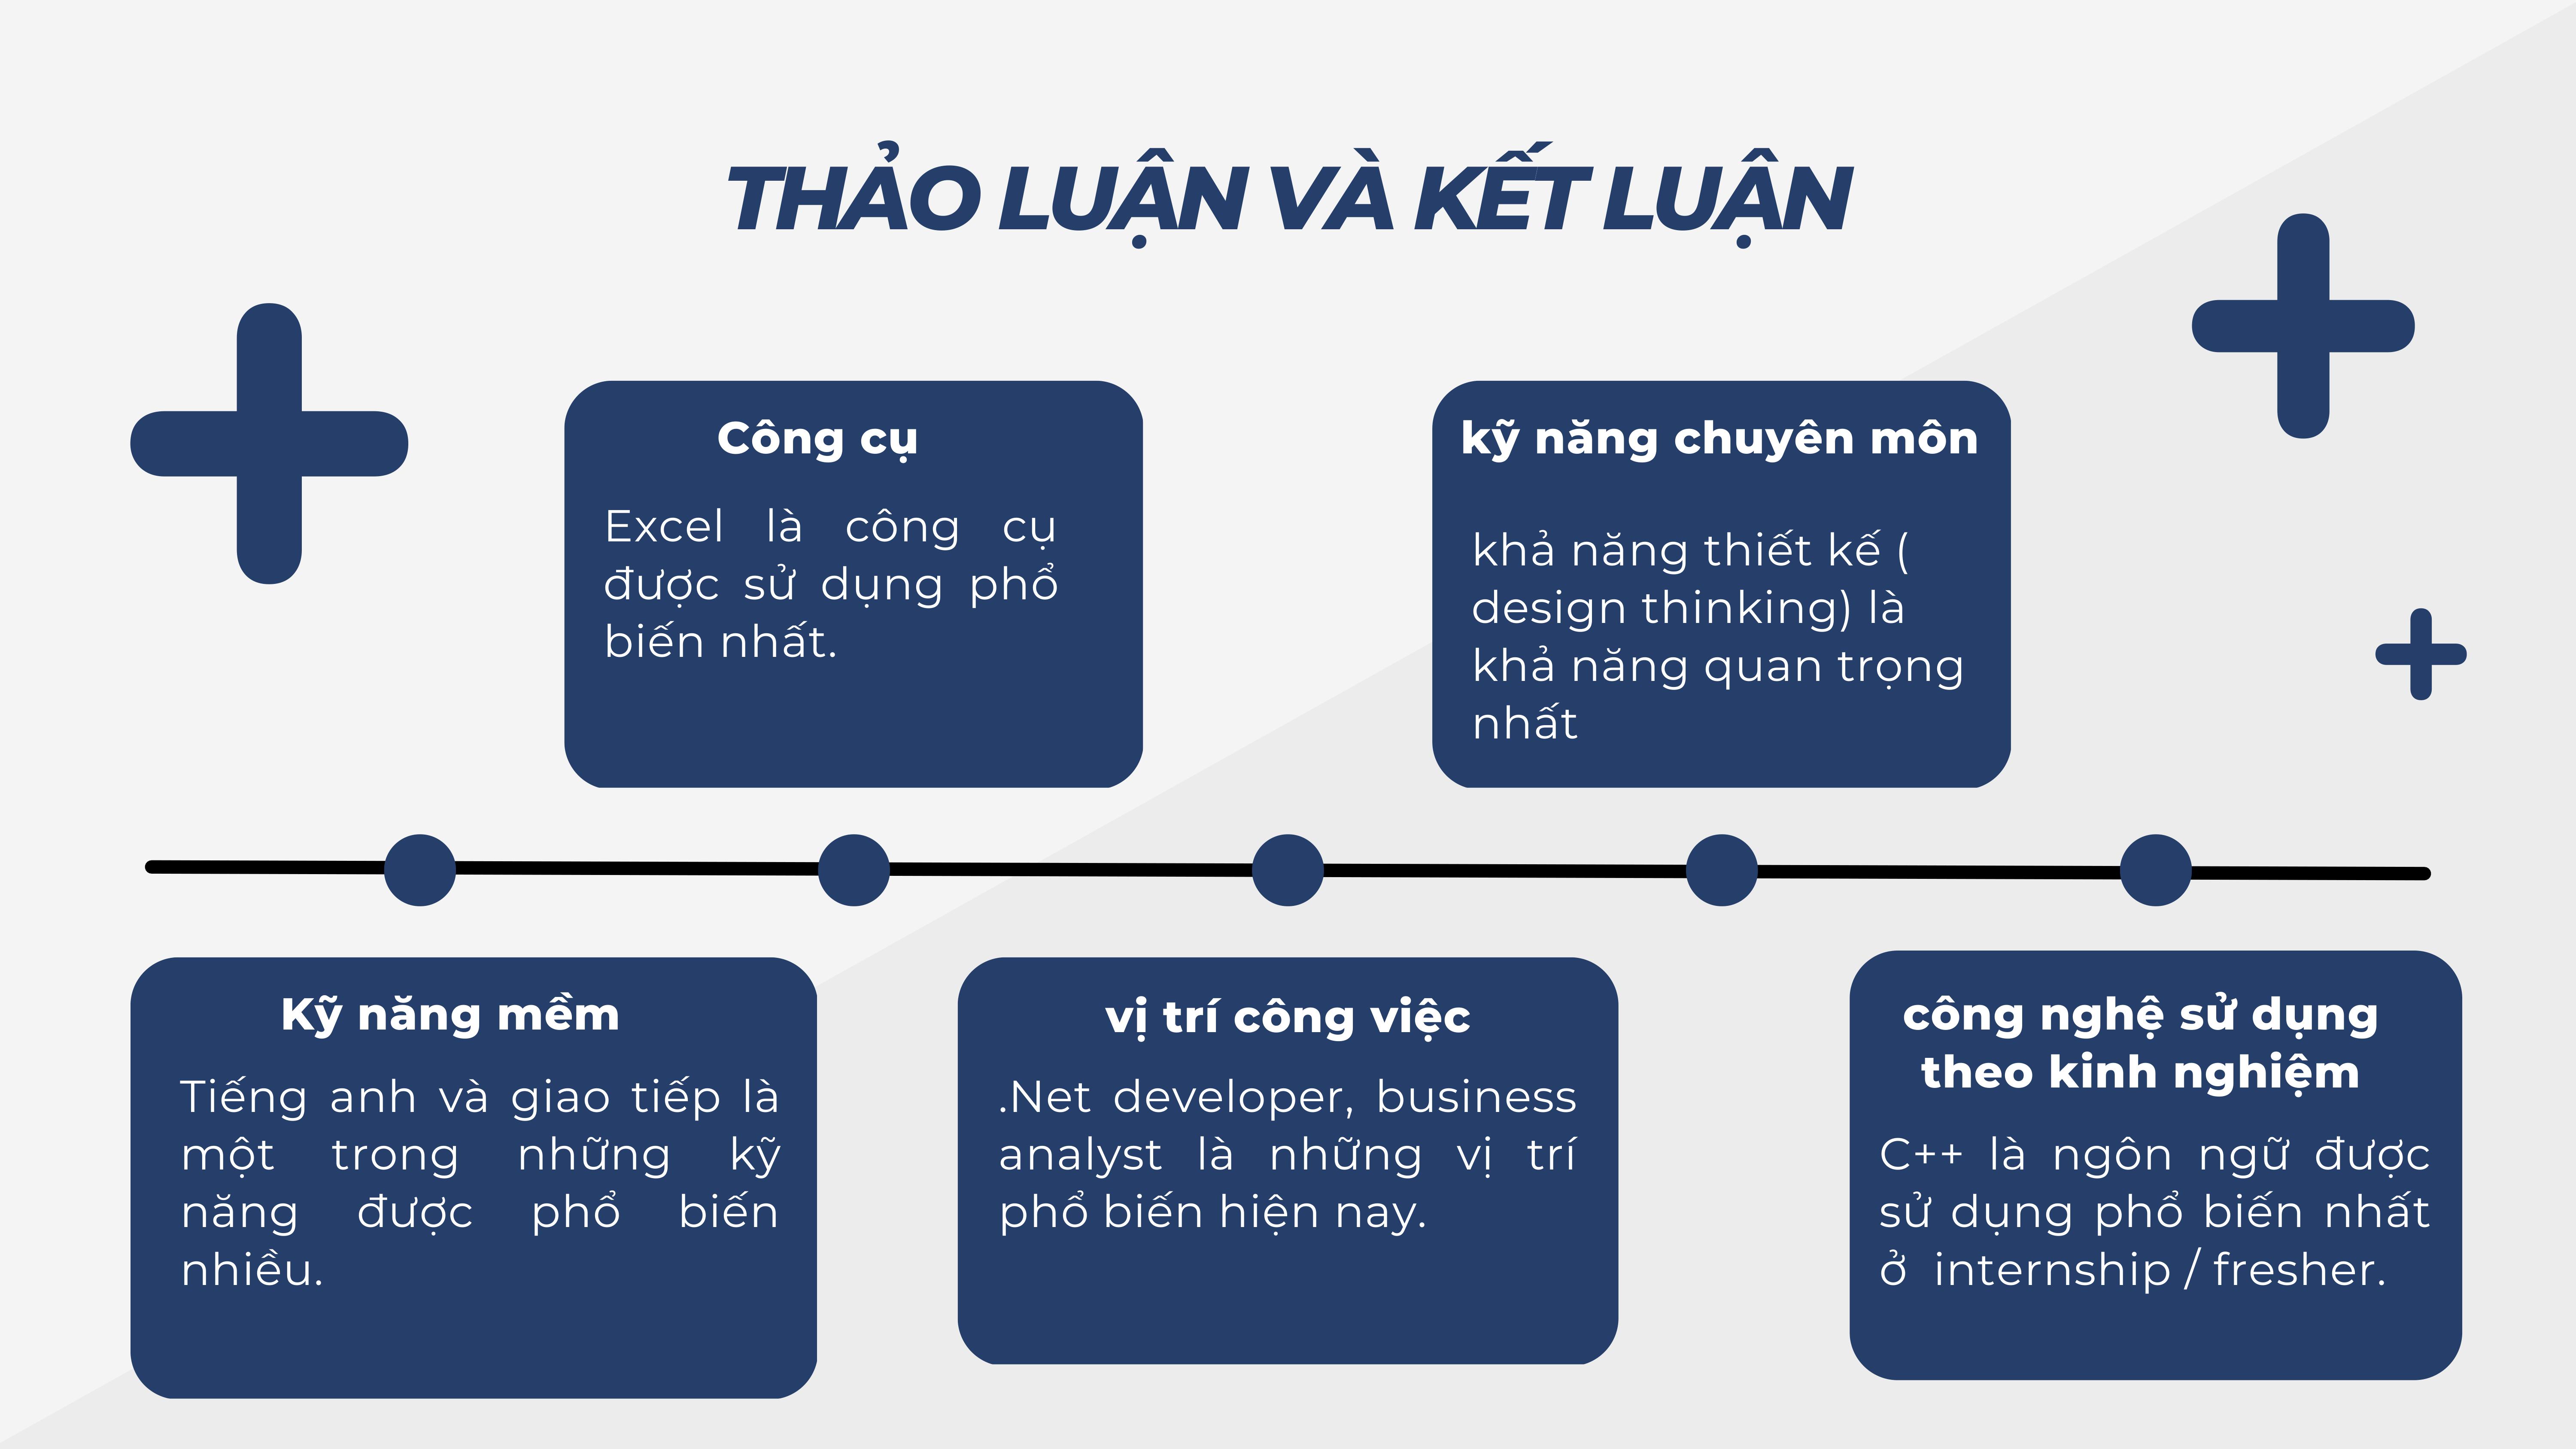 THẢO LUẬN VÀ KẾT LUẬN
Công cụ
Excel là công cụ
được sử dụng phổ
biến nhất.
kỹ năng chuyên môn
khả năng thiết kế (
design thinking) là
khả năng quan trọng
nhất
Kỹ năng mềm
Tiếng anh và giao tiếp là
một trong những kỹ
năng được phổ biến
nhiều.
vị trí công việc
.Net developer, business
analyst là những vị trí
phổ biến hiện nay.
công nghệ sử dụng
theo kinh nghiệm
C++ là ngôn ngữ được
sử dụng phổ biến nhất
ở internship / fresher.